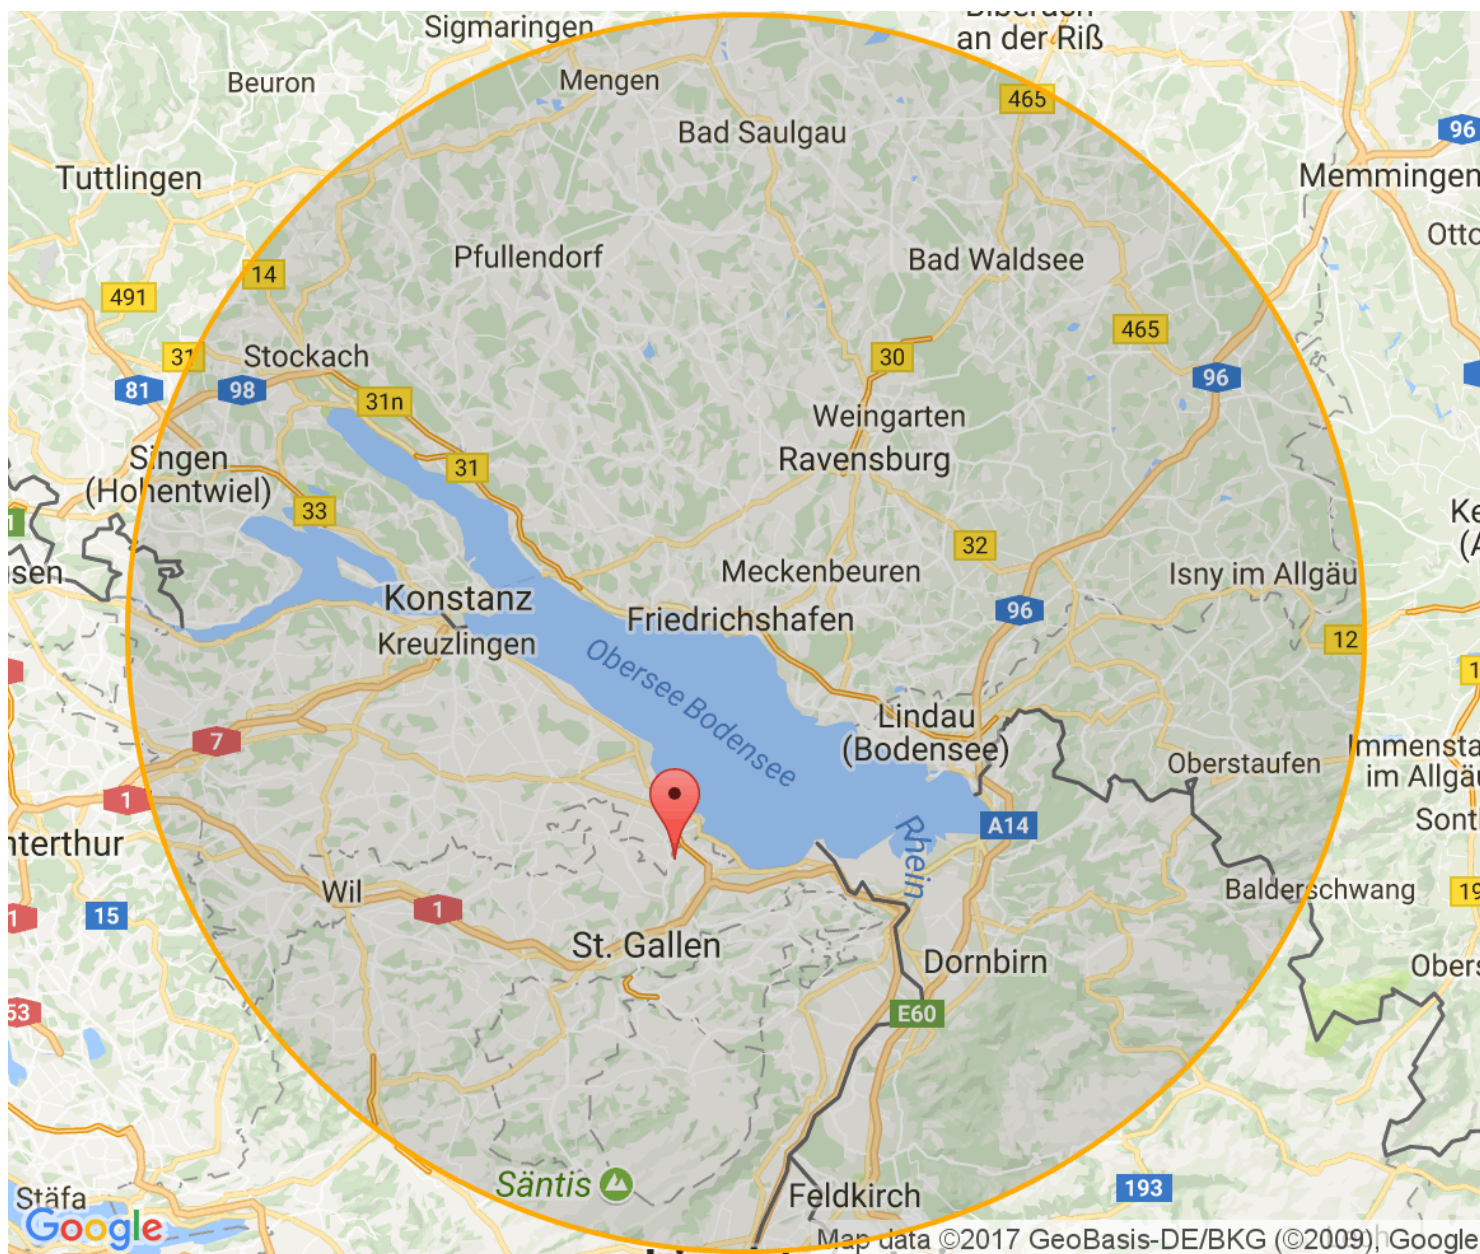 Sigmaringen
an der Riß
Beuron
Mengen
465
Bad Saulgau
96
Tuttlingen
Memmingen
Pfullendorf
Bad Waldsee
14
491
465
31
Stockach
30
81
98
96
31n
Weingarten
Singen
(Hohentwiel)
31
Ravensburg
33
32
Meckenbeuren
Isny im Allgäu
Konstanz
96
Friedrichshafen
Kreuzlingen
12
Obersee Bodensee
Lindau
(Bodensee)
7
Oberstaufen
im Allgäu
1
A14
Rhein
Wil
Balderschwang
1
15
St. Gallen
Dornbirn
E60
Säntis
Feldkirch
193
Stäfa
Google
Map data ©2017 GeoBasis-DE/BKG (©2009), Google